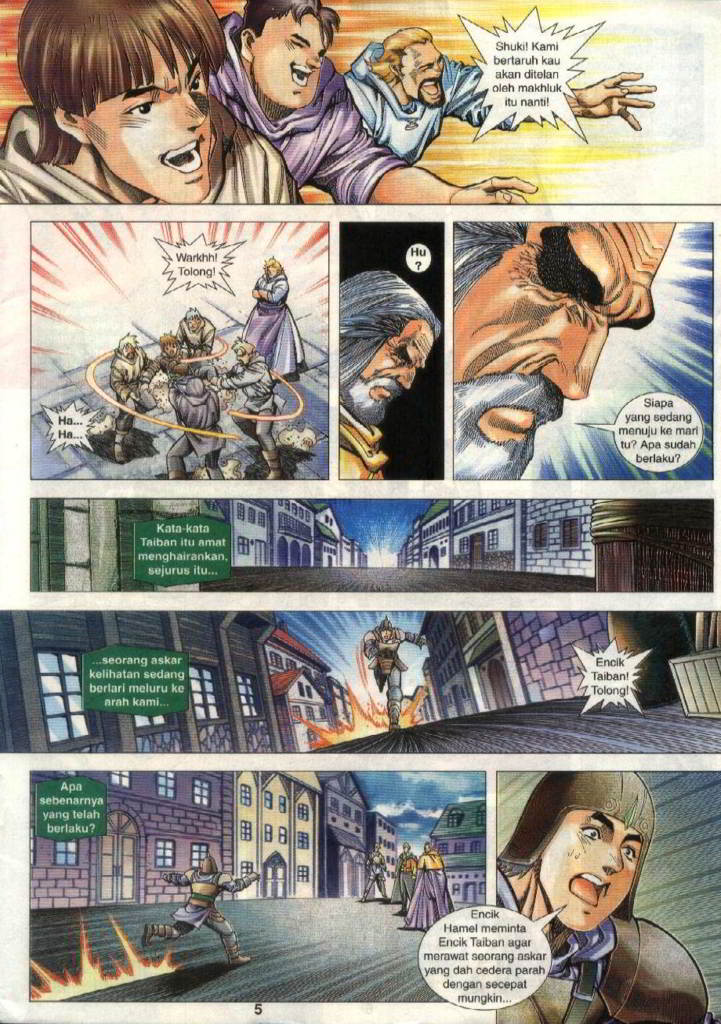 Shuki! Kami
bertaruh kau
akan ditelan
oleh makhluk
itu nanti!
Warkhh!
Tolong!
Ha...
Ha...
Hu
?
Siapa
yang sedang
menuju ke mari
tu? Apa sudah
berlaku?
Kata-kata
Taiban itu amat
menghairankan,
sejurus itu...
...seorang askar
kelihatan sedang
berlari meluru ke
arah kami...
Encik
Taiban!
Tolong!
Apa
sebenarnya
yang telah
berlaku?
Encik
Hamel meminta
Encik Taiban agar
merawat seorang askar
yang dah cedera parah
dengan secepat
mungkin...
5